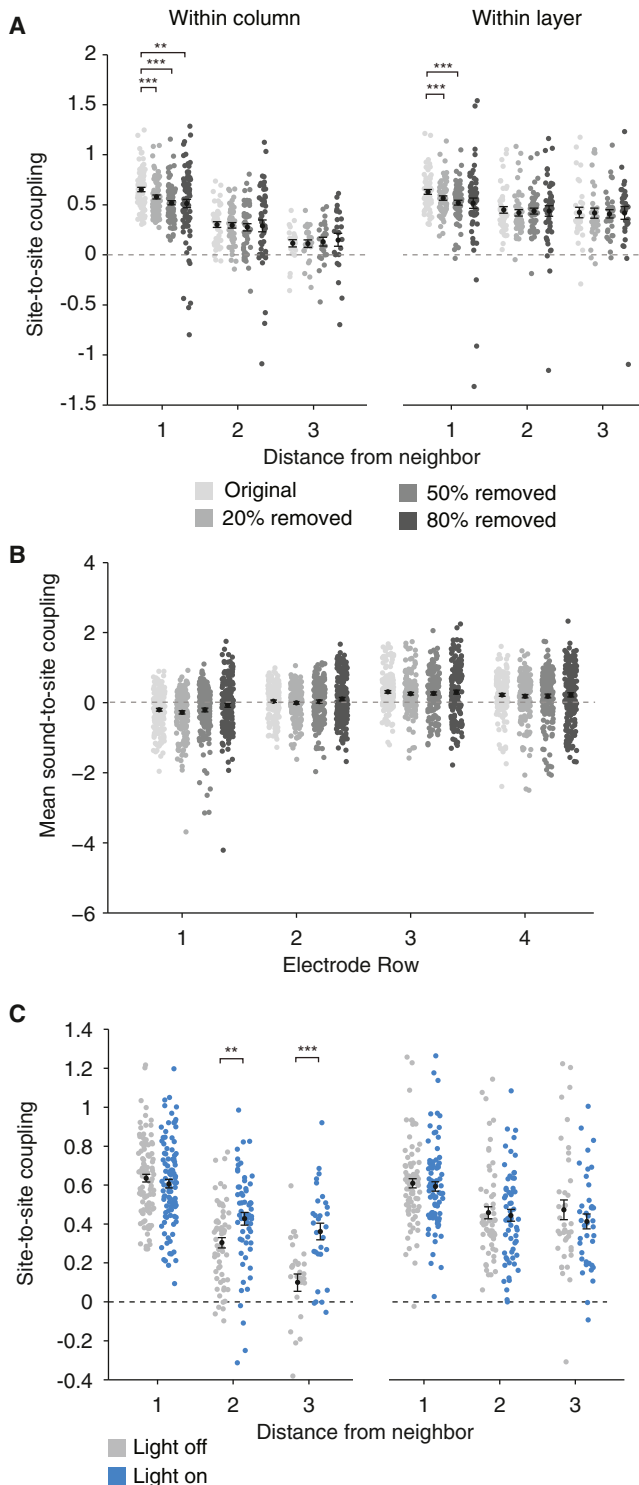 A
Within column
Within layer
2
1.5
1
0.5
0
-0.5
-1
-1.5
Site-to-site coupling
**
***
***
***
***
1 2 3
1 2 3
Distance from neighbor
Original
20% removed
50% removed
80% removed
B
4
2
0
−2
−4
−6
Mean sound-to-site coupling
1 2 3 4
Electrode Row
C
1.4
1.2
1
0.8
0.6
0.4
0.2
0
-0.2
-0.4
Site-to-site coupling
**
***
1 2 3
1 2 3
Distance from neighbor
Light off
Light on